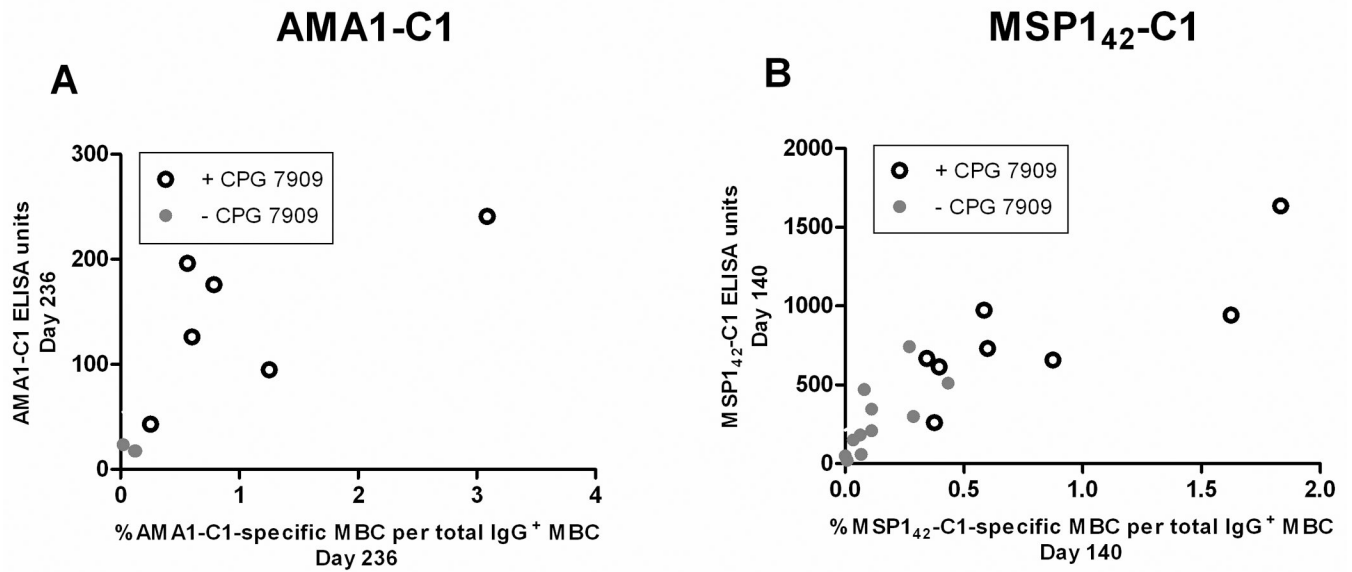 AMA1-C1
A
300
200
100
0
+ CPG 7909
- CPG 7909
AMA1-C1 ELISA units
Day 236
0 1 2 3 4
%AMA1-C1-specific MBC per total IgG⁺ MBC
Day 236
MSP1₄₂-C1
B
2000
1500
1000
500
0
+ CPG 7909
- CPG 7909
MSP1₄₂-C1 ELISA units
Day 140
0.0 0.5 1.0 1.5 2.0
%MSP1₄₂-C1-specific MBC per total IgG⁺ MBC
Day 140